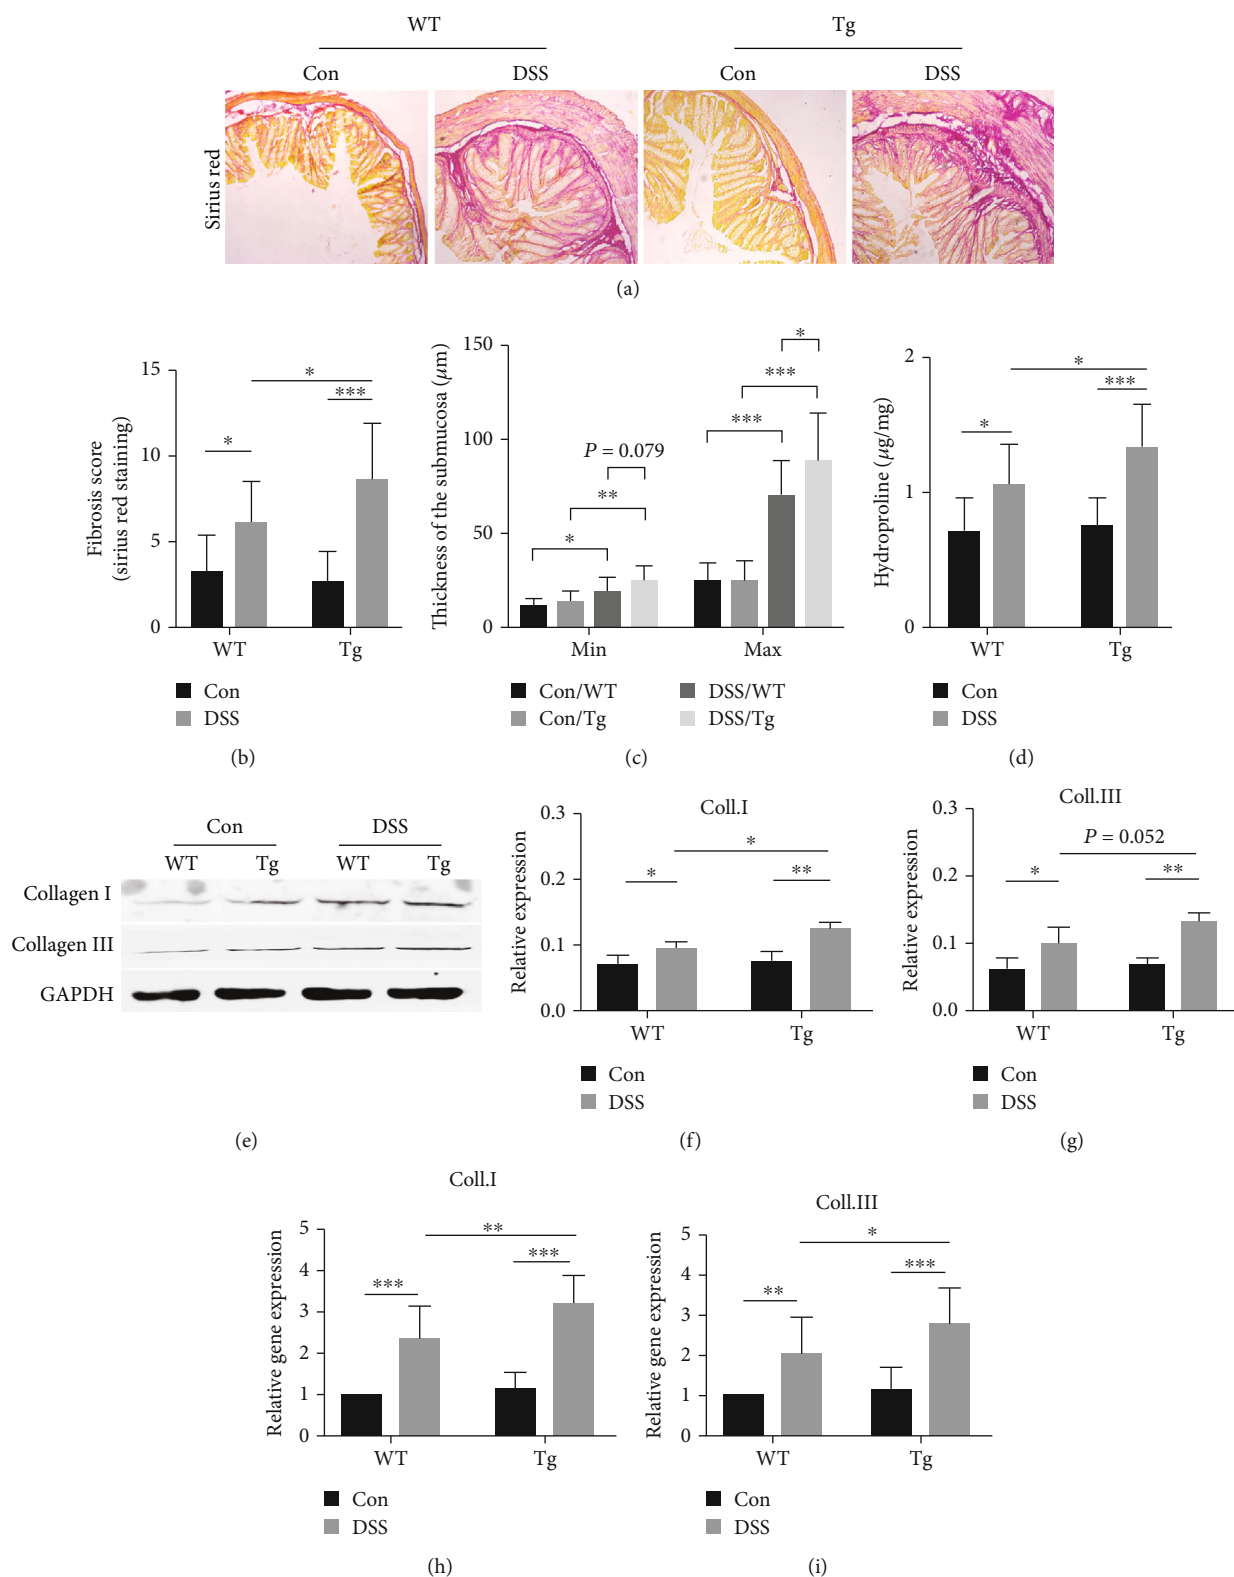 WT Tg
Con DSS Con DSS
Sirius red
(a)
Fibrosis score
(sirius red staining)
15
10
5
0
*
***
*
WT Tg
Con
DSS
(b)
Thickness of the submucosa (μm)
150
100
50
0
*
**
P = 0.079
***
***
*
Min Max
Con/WT DSS/WT
Con/Tg DSS/Tg
(c)
Hydroproline (μg/mg)
2
1
0
*
***
*
WT Tg
Con
DSS
(d)
Con DSS
WT Tg WT Tg
Collagen I
Collagen III
GAPDH
(e)
Coll.I
Relative expression
0.3
0.2
0.1
0.0
*
**
*
WT Tg
Con
DSS
(f)
Coll.III
Relative expression
0.3
0.2
0.1
0.0
P = 0.052
*
**
WT Tg
Con
DSS
(g)
Coll.I
Relative gene expression
5
4
3
2
1
0
**
***
***
WT Tg
Con
DSS
(h)
Coll.III
Relative gene expression
5
4
3
2
1
0
*
***
**
WT Tg
Con
DSS
(i)